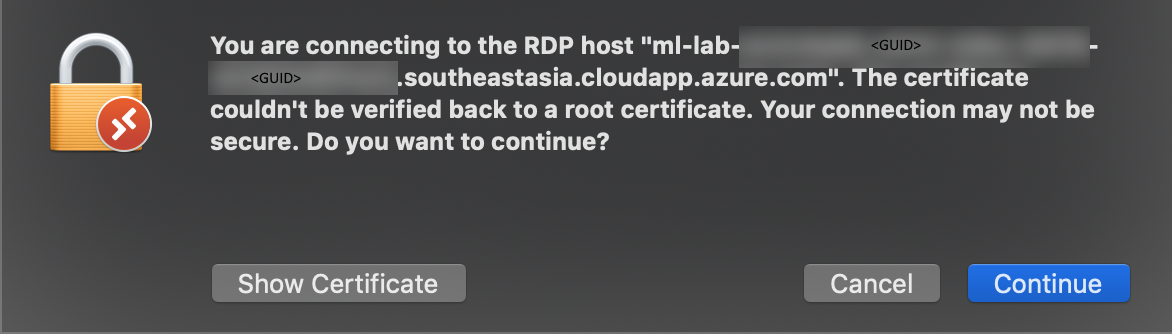 You are connecting to the RDP host "ml-lab-<GUID>-
<GUID>.southeastasia.cloudapp.azure.com". The certificate
couldn't be verified back to a root certificate. Your connection may not be
secure. Do you want to continue?
Show Certificate
Cancel
Continue